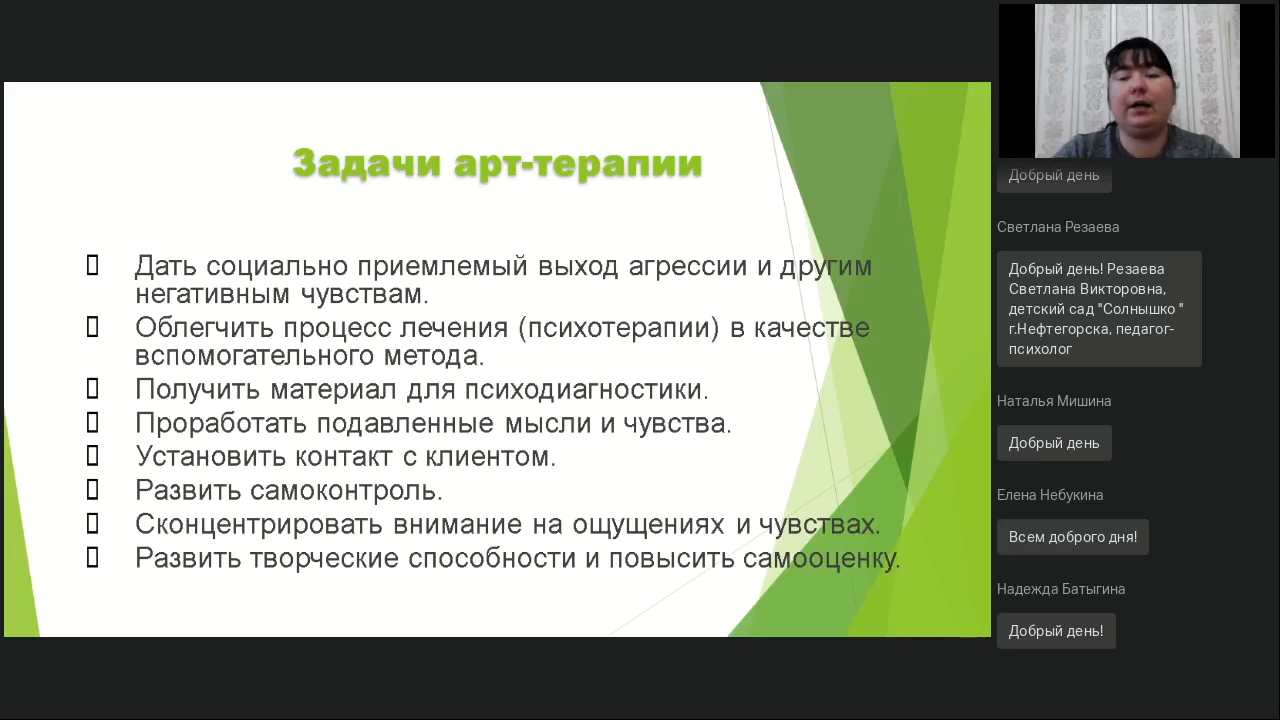 Задачи арт-терапии
Дать социально приемлемый выход агрессии и другим
негативным чувствам.
Облегчить процесс лечения (психотерапии) в качестве
вспомогательного метода.
Получить материал для психодиагностики.
Проработать подавленные мысли и чувства.
Установить контакт с клиентом.
Развить самоконтроль.
Сконцентрировать внимание на ощущениях и чувствах.
Развить творческие способности и повысить самооценку.
Добрый день
Светлана Резаева
Добрый день! Резаева
Светлана Викторовна,
детский сад "Солнышко "
г.Нефтегорска, педагог-
психолог
Наталья Мишина
Добрый день
Елена Небукина
Всем доброго дня!
Надежда Батыгина
Добрый день!